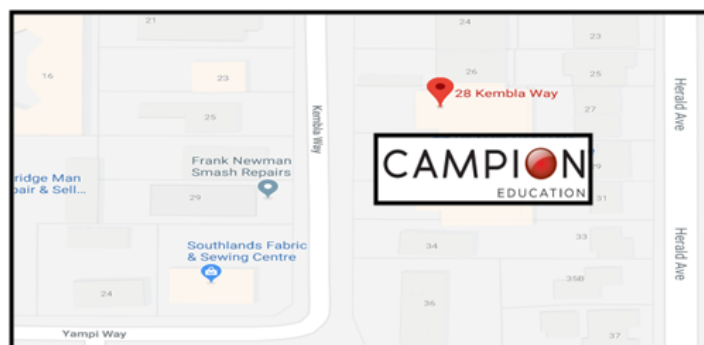 21
24
23
16
23
26
25
28 Kembla Way
27
Herald Ave
25
Kembla Way
Frank Newman
Smash Repairs
CAMPION
EDUCATION
ridge Man
pair & Sell...
29
31
Southlands Fabric
& Sewing Centre
34
33
Herald Ave
24
36
35B
Yampi Way
37